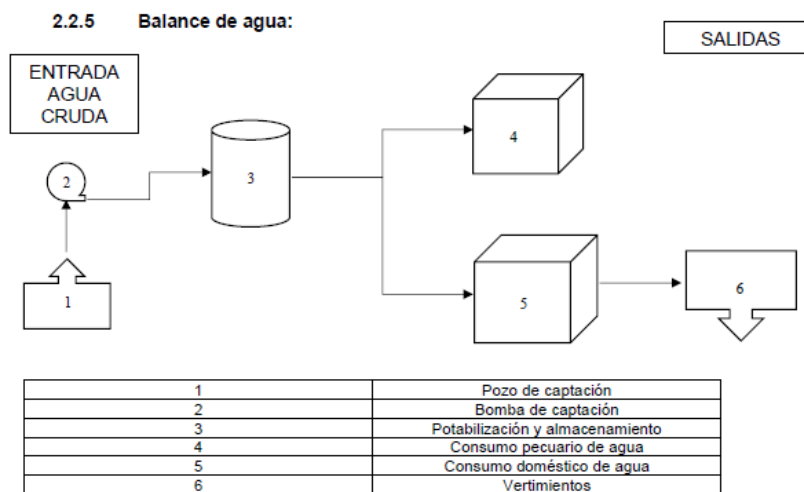 2.2.5 Balance de agua:
SALIDAS
ENTRADA
AGUA
CRUDA
4
2
3
1
5
6
1 Pozo de captación
2 Bomba de captación
3 Potabilización y almacenamiento
4 Consumo pecuario de agua
5 Consumo doméstico de agua
6 Vertimientos